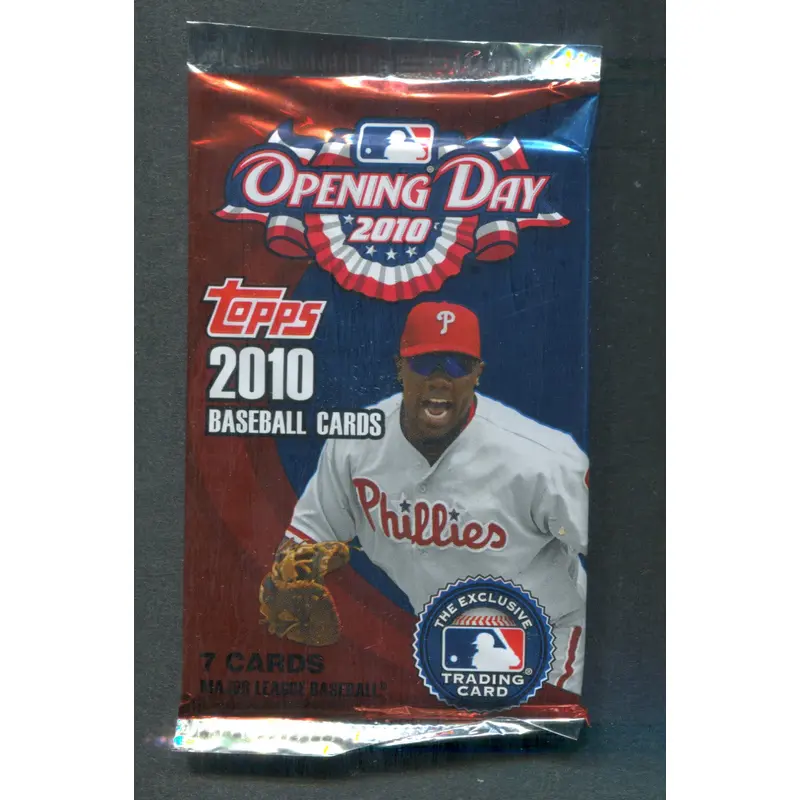 OPENING DAY
2010
TOPPS
2010
BASEBALL CARDS
P
Phillies
THE EXCLUSIVE
TRADING
CARD
7 CARDS
MAJOR LEAGUE BASEBALL®